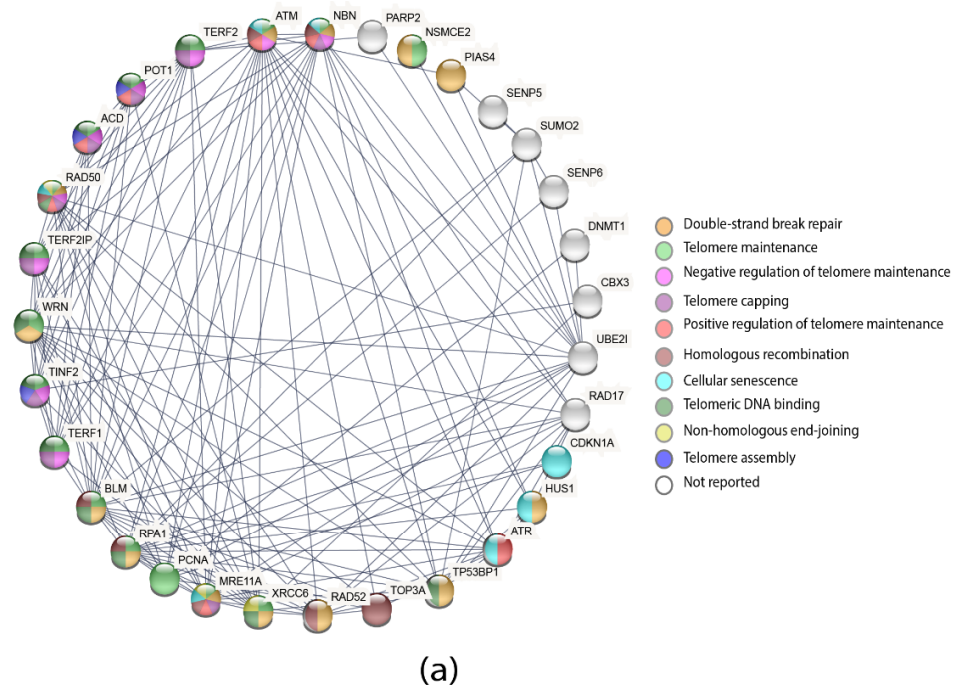 ATM
NBN
PARP2
NSMCE2
PIAS4
SENP5
SUMO2
SENP6
DNMT1
CBX3
UBE2I
RAD17
CDKN1A
HUS1
ATR
TP53BP1
TOP3A
RAD52
XRCC6
MRE11A
PCNA
RPA1
BLM
TERF1
TINF2
WRN
TERF2IP
RAD50
ACD
POT1
TERF2
Double-strand break repair
Telomere maintenance
Negative regulation of telomere maintenance
Telomere capping
Positive regulation of telomere maintenance
Homologous recombination
Cellular senescence
Telomeric DNA binding
Non-homologous end-joining
Telomere assembly
Not reported
(a)